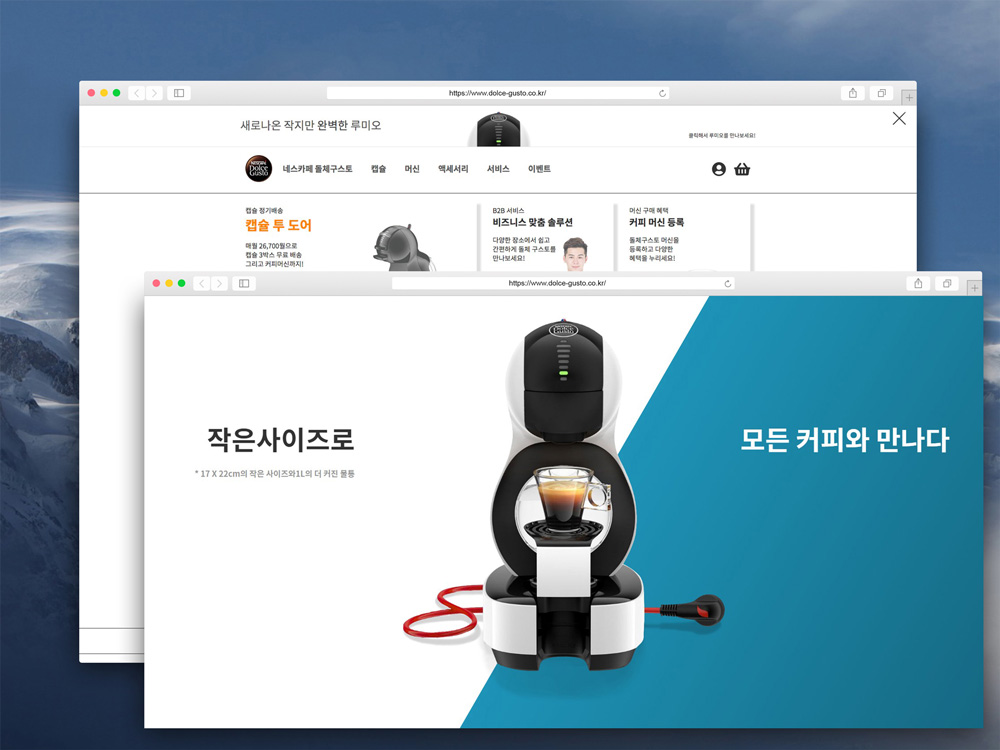 https://www.dolce-gusto.co.kr/
새로나온 작지만 완벽한 루미오
클릭해서 루미오를 만나보세요!
NESCAFÉ
Dolce
Gusto
네스카페 돌체구스토 캡슐 머신 액세서리 서비스 이벤트
캡슐 정기배송
캡슐 투 도어
매월 26,700월으로
캡슐 3박스 무료 배송
그리고 커피머신까지!
B2B 서비스
비즈니스 맞춤 솔루션
다양한 장소에서 쉽고
간편하게 돌체 구스토를
만나보세요!
머신 구매 혜택
커피 머신 등록
돌체구스토 머신을
등록하고 다양한
혜택을 누리세요!
https://www.dolce-gusto.co.kr/
작은사이즈로
* 17 X 22cm의 작은 사이즈와1L의 더 커진 물통
모든 커피와 만나다